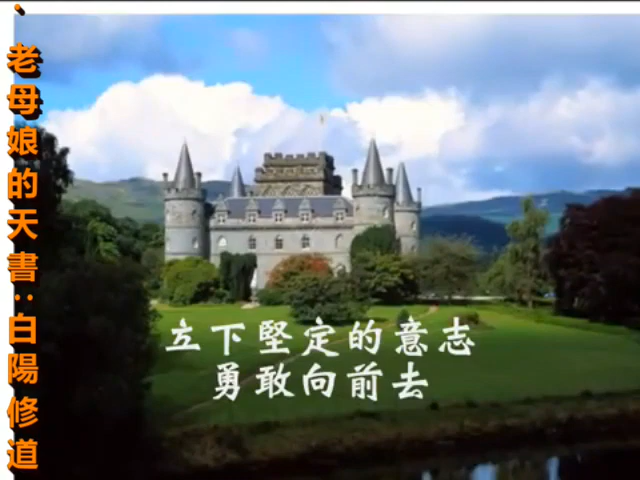 、老母娘的天書:白陽修道
立下堅定的意志
勇敢向前去